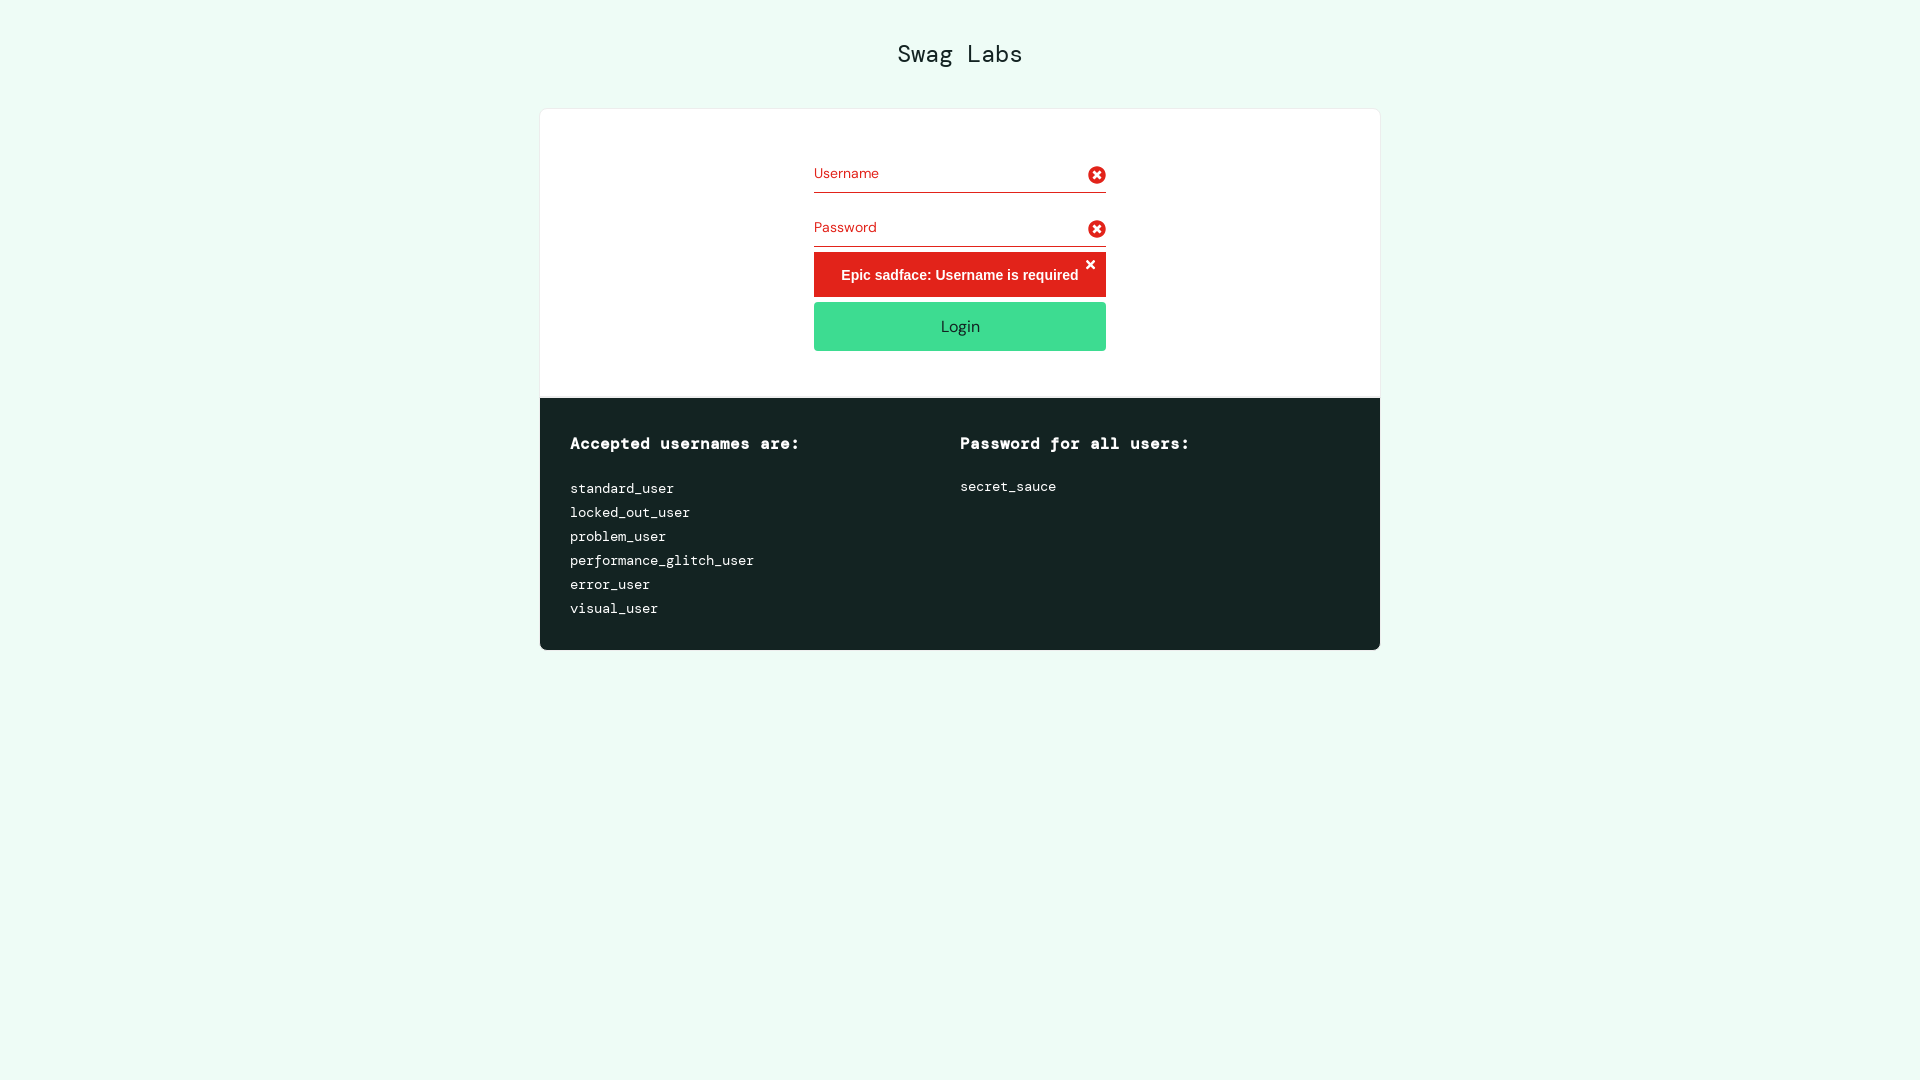 Swag Labs
Username
Password
Epic sadface: Username is required
Login
Accepted usernames are:
standard_user
locked_out_user
problem_user
performance_glitch_user
error_user
visual_user
Password for all users:
secret_sauce